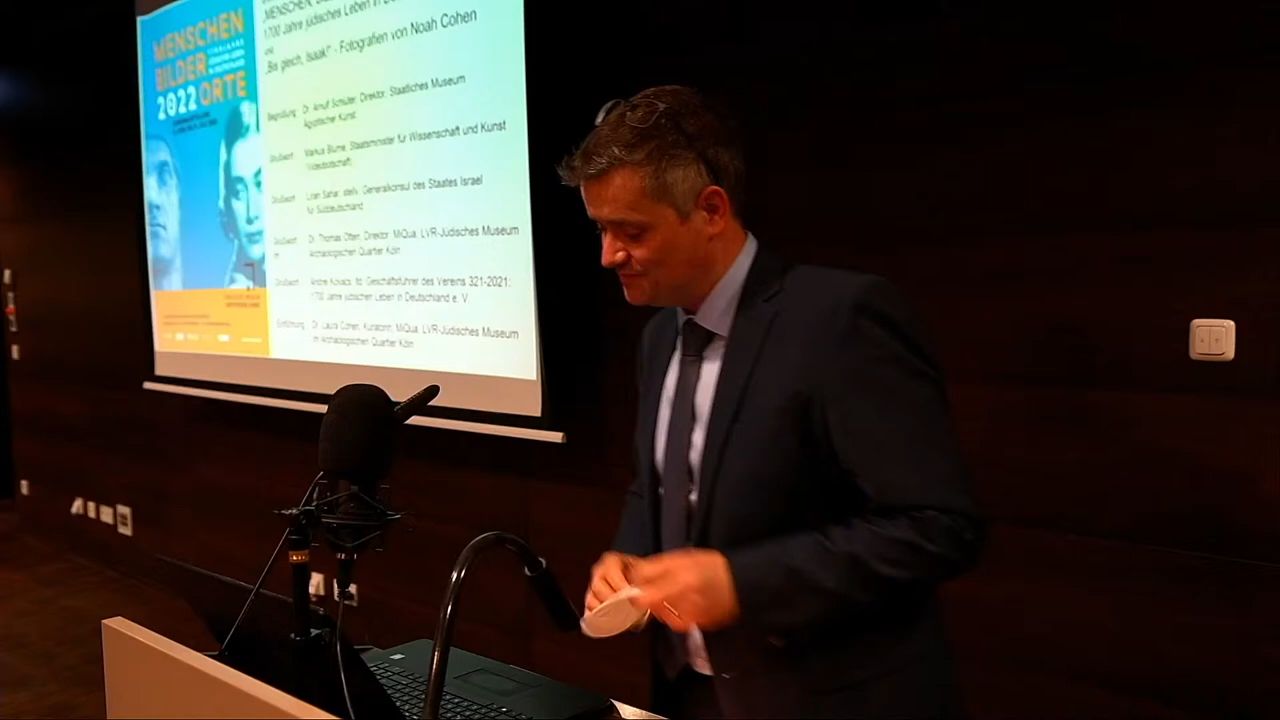 MENSCHEN
BILDER
2022 ORTE
„MENSCHEN,
1700 Jahre jüdisches Leben in
und
„Bis gleich, Isaak!" - Fotografien von Noah Cohen
Begrüßung: Dr. Arnulf Schlüter, Direktor, Staatliches Museum
Ägyptischer Kunst
Grußwort: Markus Blume, Staatsminister für Wissenschaft und Kunst
(Videobotschaft)
Grußwort: Liran Sahar, stellv. Generalkonsul des Staates Israel
für Süddeutschland
Grußwort: Dr. Thomas Otten, Direktor, MiQua, LVR-Jüdisches Museum
im Archäologischen Quartier Köln
Grußwort: Andrei Kovacs, ltd. Geschäftsführer des Vereins 321-2021:
1700 Jahre jüdisches Leben in Deutschland e. V.
Einführung: Dr. Laura Cohen, Kuratorin, MiQua, LVR-Jüdisches Museum
im Archäologischen Quartier Köln